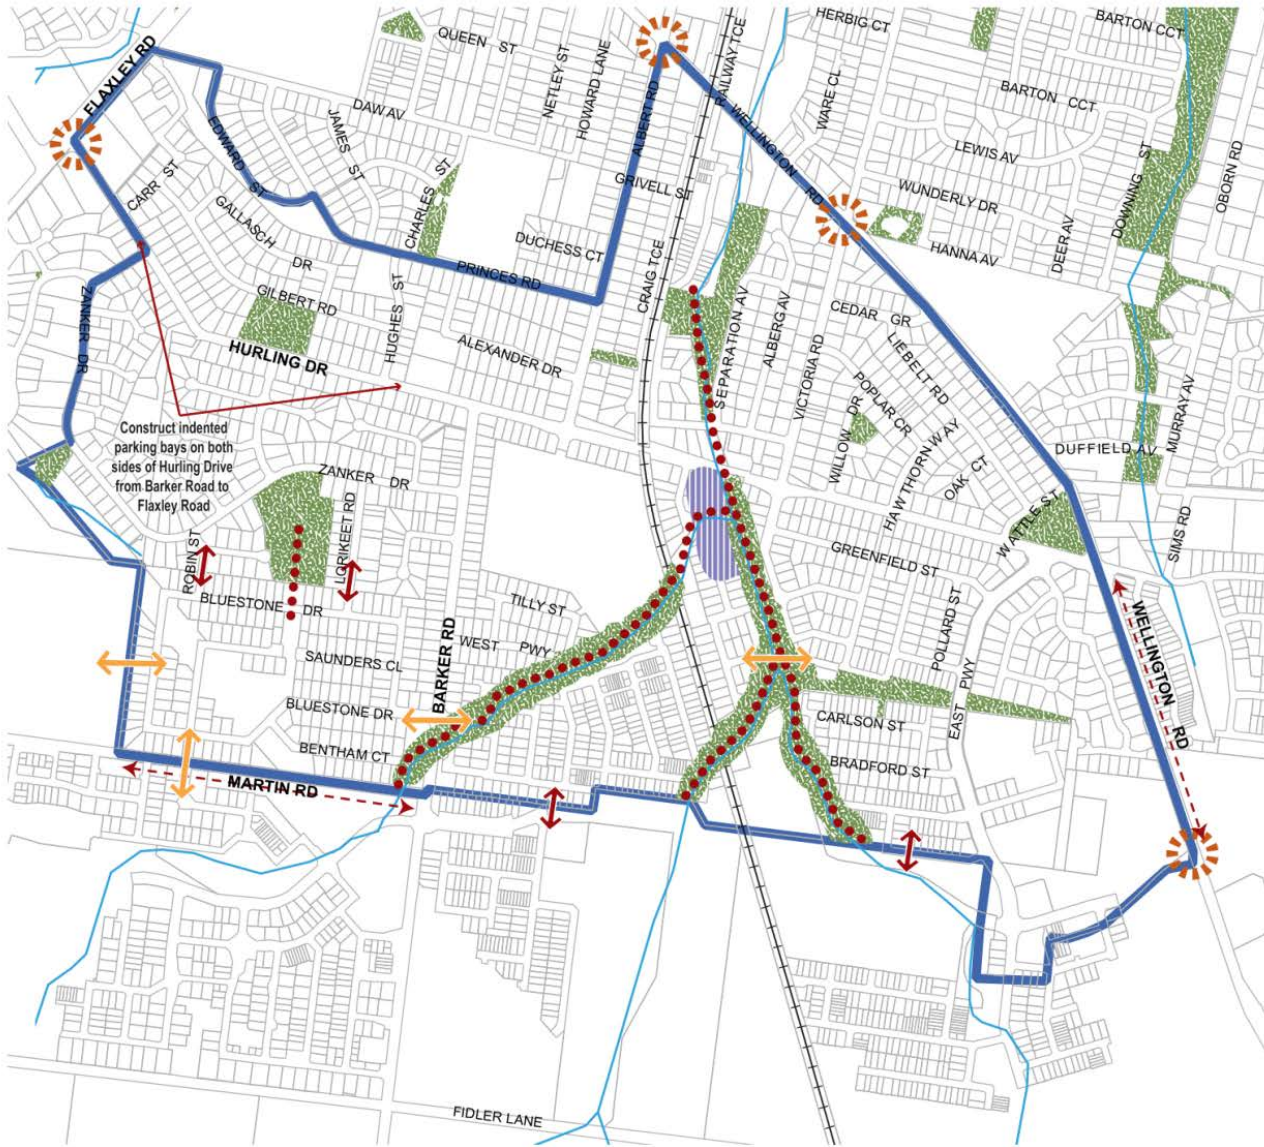 HERBIG CT
BARTON CCT
QUEEN ST
RAILWAY TCE
FLAXLEY RD
NETLEY ST
HOWARD LANE
WARE CL
BARTON CCT
DAW AV
ALBERT RD
WELLINGTON RD
LEWIS AV
JAMES ST
EDWARD ST
DOWNING ST
OBORN RD
CARR ST
CHARLES ST
GRIVELL ST
WUNDERLY DR
GALLASCH DR
DUCHESS CT
HANNA AV
DEER AV
PRINCES RD
CRAIG TCE
ZANKER DR
GILBERT RD
HUGHES ST
SEPARATION AV
ALBERG AV
CEDAR GR
HURLING DR
ALEXANDER DR
VICTORIA RD
LIEBELT RD
POPLAR CR
WILLOW DR
MURRAY AV
Construct indented
parking bays on both
sides of Hurling Drive
from Barker Road to
Flaxley Road
HAWTHORN WAY
OAK CT
DUFFIELD AV
ZANKER DR
LORIKEET RD
WATTLE ST
SIMS RD
ROBIN ST
GREENFIELD ST
BLUESTONE DR
TILLY ST
POLLARD ST
WELLINGTON RD
BARKER RD
WEST PWY
SAUNDERS CL
EAST PWY
BLUESTONE DR
CARLSON ST
BENTHAM CT
BRADFORD ST
MARTIN RD
FIDLER LANE